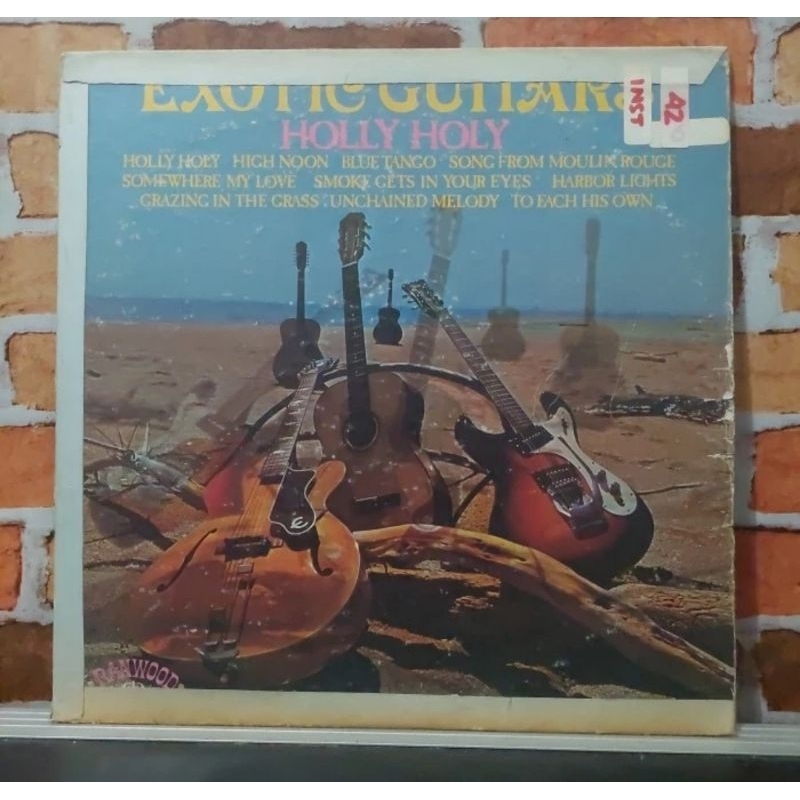 EXOTIC GUITARS
HOLLY HOLY
HOLLY HOLY HIGH NOON BLUE TANGO SONG FROM MOULIN ROUGE
SOMEWHERE MY LOVE SMOKE GETS IN YOUR EYES HARBOR LIGHTS
GRAZING IN THE GRASS UNCHAINED MELODY TO EACH HIS OWN
INST
42
E
RANWOOD